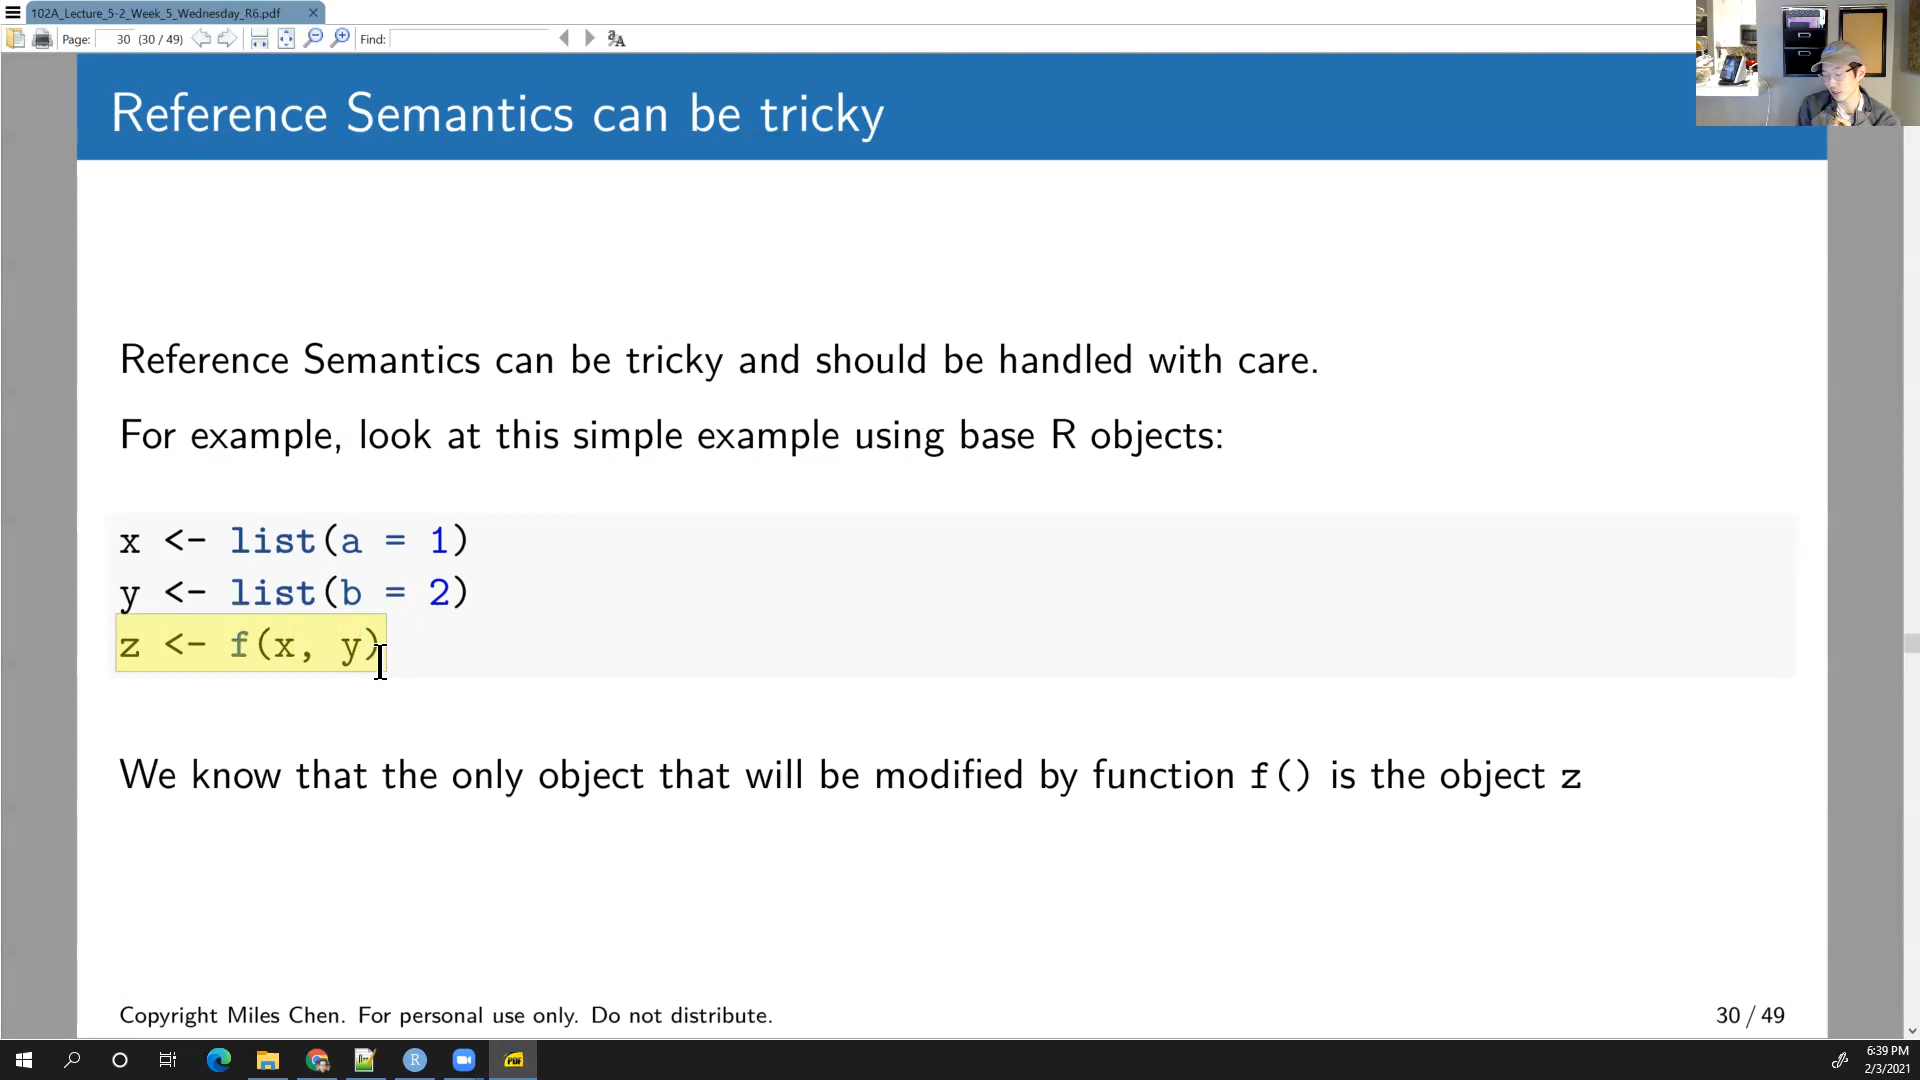 102A_Lecture_5-2_Week_5_Wednesday_R6.pdf
Page: 30 (30 / 49) Find:
Reference Semantics can be tricky
Reference Semantics can be tricky and should be handled with care.
For example, look at this simple example using base R objects:
x <- list(a = 1)
y <- list(b = 2)
z <- f(x, y)
We know that the only object that will be modified by function f() is the object z
Copyright Miles Chen. For personal use only. Do not distribute.
30 / 49
6:39 PM
2/3/2021